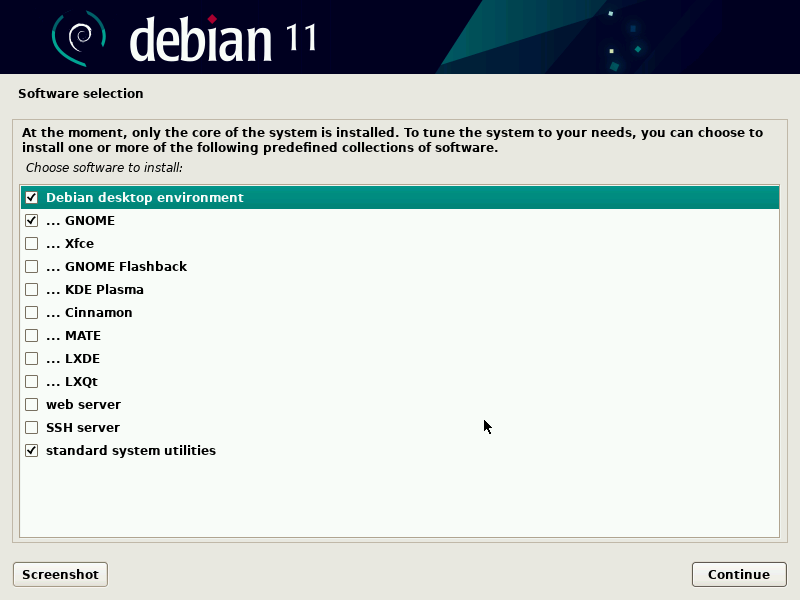 debian 11
Software selection
At the moment, only the core of the system is installed. To tune the system to your needs, you can choose to
install one or more of the following predefined collections of software.
Choose software to install:
Debian desktop environment
... GNOME
... Xfce
... GNOME Flashback
... KDE Plasma
... Cinnamon
... MATE
... LXDE
... LXQt
web server
SSH server
standard system utilities
Screenshot
Continue